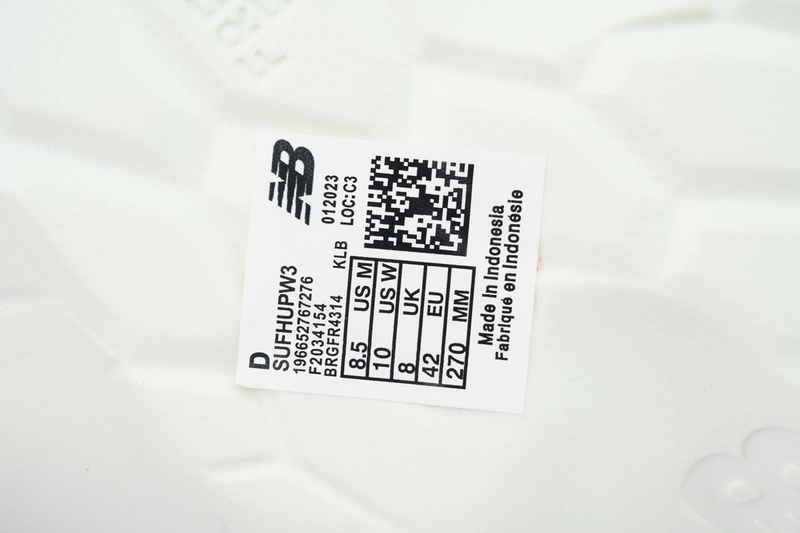 NB
012023
LOC:C3
KLB
D
SUFHUPW3
196652767276
F2034154
BRGFR4314
8.5 US M
10 US W
8 UK
42 EU
270 MM
Made in Indonesia
Fabriqué en Indonésie